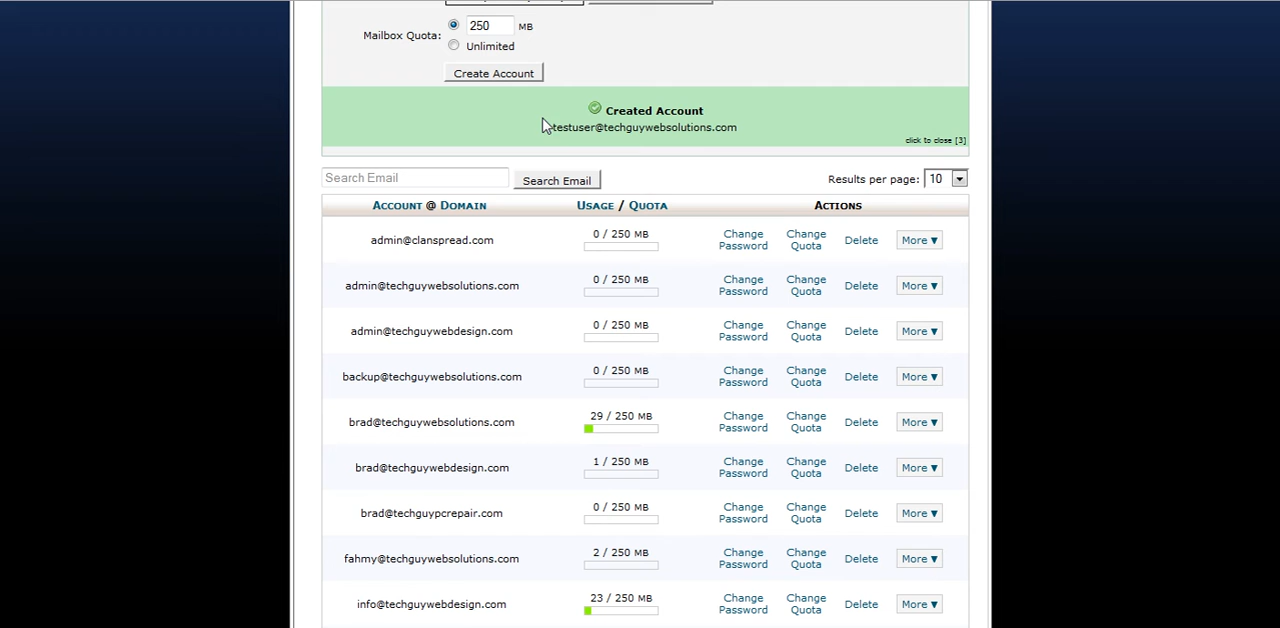 250 MB
Mailbox Quota:
Unlimited
Create Account
Created Account
testuser@techguywebsolutions.com
click to close [3]
Search Email Search Email Results per page: 10
ACCOUNT @ DOMAIN USAGE / QUOTA ACTIONS
admin@clanspread.com 0 / 250 MB Change Password Change Quota Delete More ▼
admin@techguywebsolutions.com 0 / 250 MB Change Password Change Quota Delete More ▼
admin@techguywebdesign.com 0 / 250 MB Change Password Change Quota Delete More ▼
backup@techguywebsolutions.com 0 / 250 MB Change Password Change Quota Delete More ▼
brad@techguywebsolutions.com 29 / 250 MB Change Password Change Quota Delete More ▼
brad@techguywebdesign.com 1 / 250 MB Change Password Change Quota Delete More ▼
brad@techguypcrepair.com 0 / 250 MB Change Password Change Quota Delete More ▼
fahmy@techguywebsolutions.com 2 / 250 MB Change Password Change Quota Delete More ▼
info@techguywebdesign.com 23 / 250 MB Change Password Change Quota Delete More ▼